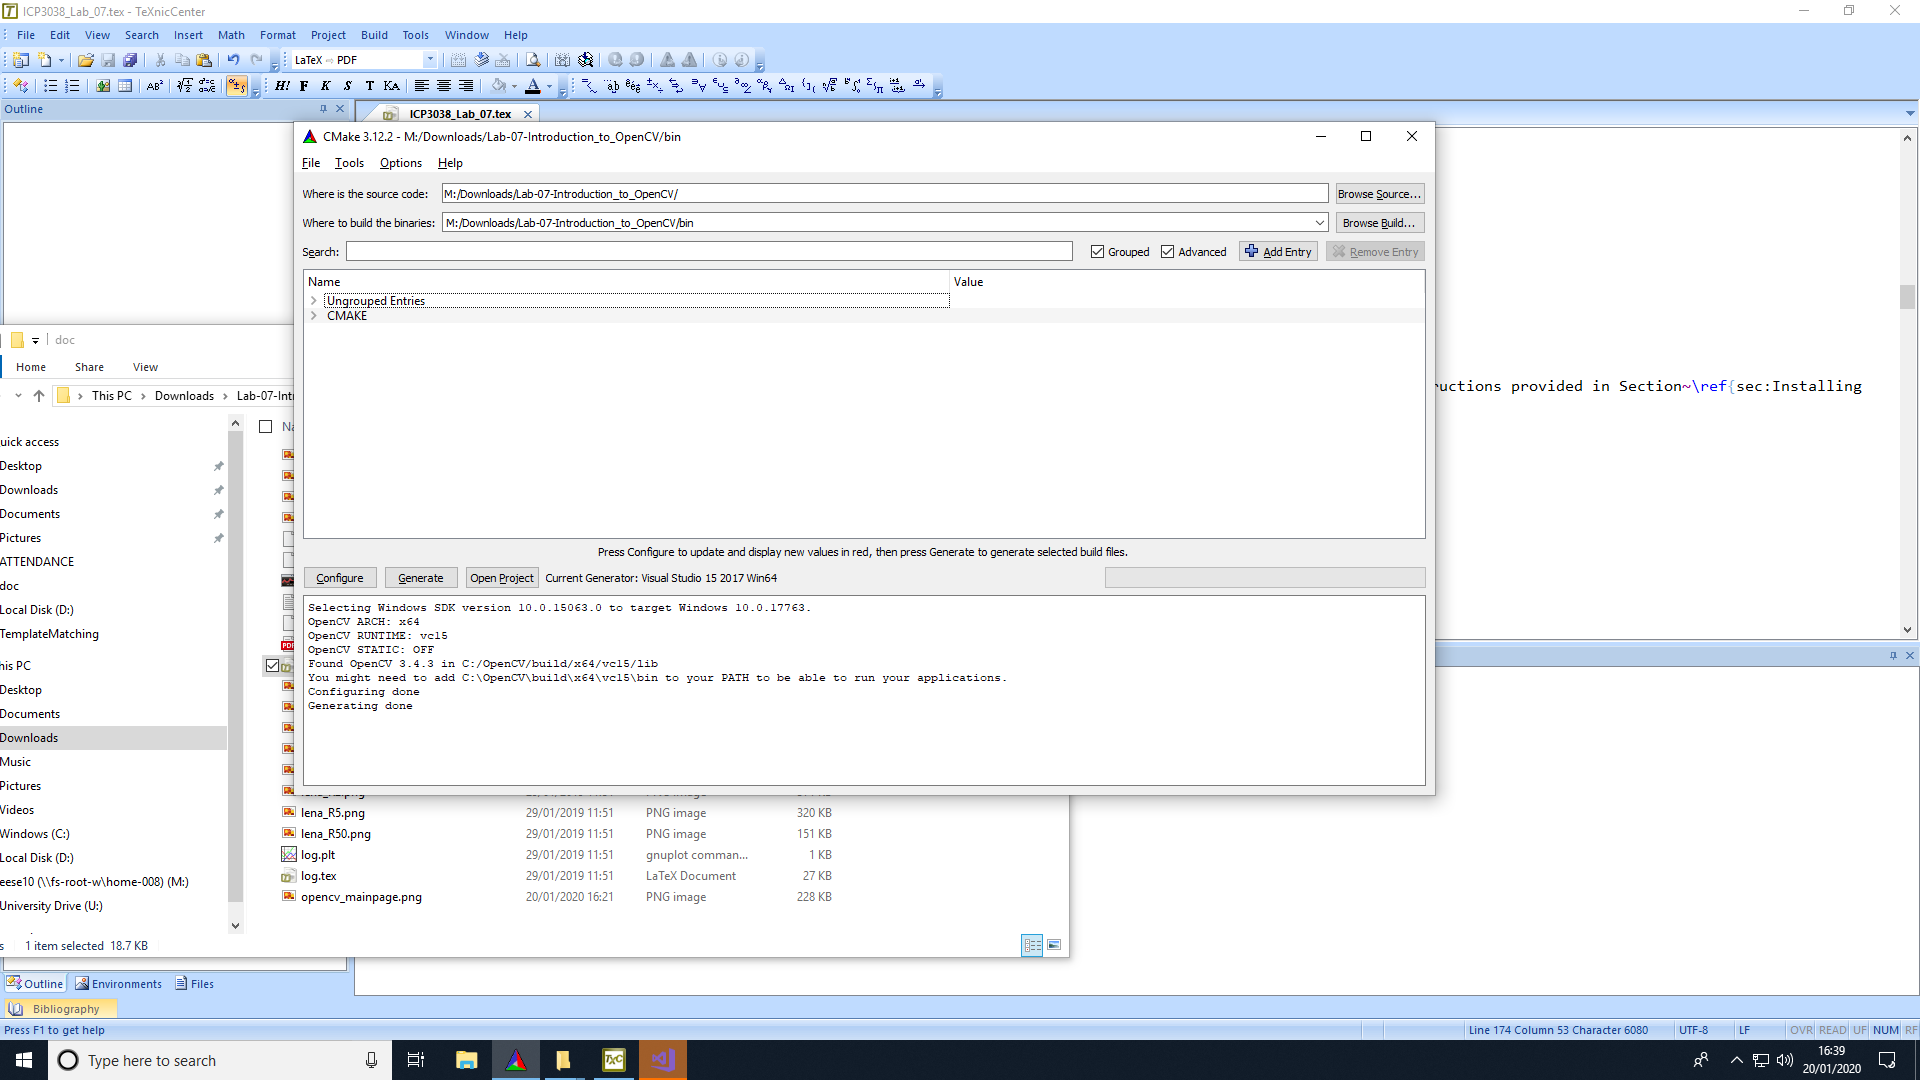 ICP3038_Lab_07.tex - TeXnicCenter
File Edit View Search Insert Math Format Project Build Tools Window Help
LaTeX ⇨ PDF
Outline
ICP3038_Lab_07.tex
CMake 3.12.2 - M:/Downloads/Lab-07-Introduction_to_OpenCV/bin
File Tools Options Help
Where is the source code: M:/Downloads/Lab-07-Introduction_to_OpenCV/ Browse Source...
Where to build the binaries: M:/Downloads/Lab-07-Introduction_to_OpenCV/bin Browse Build...
Search: Grouped Advanced Add Entry Remove Entry
Name Value
Ungrouped Entries
CMAKE
Press Configure to update and display new values in red, then press Generate to generate selected build files.
Configure Generate Open Project Current Generator: Visual Studio 15 2017 Win64
Selecting Windows SDK version 10.0.15063.0 to target Windows 10.0.17763.
OpenCV ARCH: x64
OpenCV RUNTIME: vc15
OpenCV STATIC: OFF
Found OpenCV 3.4.3 in C:/OpenCV/build/x64/vc15/lib
You might need to add C:\OpenCV\build\x64\vc15\bin to your PATH to be able to run your applications.
Configuring done
Generating done
uctions provided in Section~\ref{sec:Installing
doc
Home Share View
This PC Downloads Lab-07-Int
Na
uick access
Desktop
Downloads
Documents
Pictures
ATTENDANCE
doc
Local Disk (D:)
TemplateMatching
his PC
Desktop
Documents
Downloads
Music
Pictures
Videos
Windows (C:)
Local Disk (D:)
eese10 (\\fs-root-w\home-008) (M:)
University Drive (U:)
lena_R5.png 29/01/2019 11:51 PNG image 320 KB
lena_R50.png 29/01/2019 11:51 PNG image 151 KB
log.plt 29/01/2019 11:51 gnuplot comman... 1 KB
log.tex 29/01/2019 11:51 LaTeX Document 27 KB
opencv_mainpage.png 20/01/2020 16:21 PNG image 228 KB
s 1 item selected 18.7 KB
Outline Environments Files
Bibliography
Press F1 to get help
Line 174 Column 53 Character 6080 UTF-8 LF OVR READ UF NUM RF
Type here to search
16:39
20/01/2020